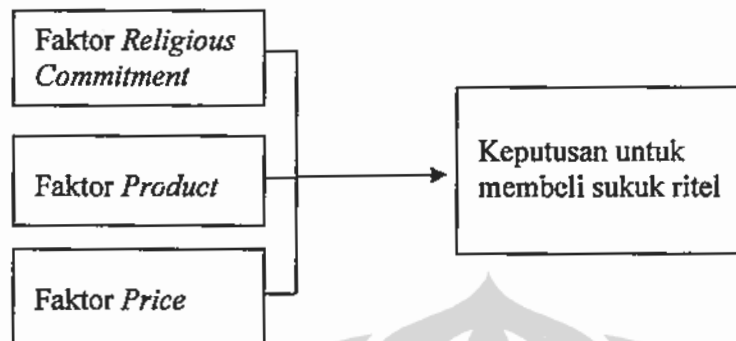 Faktor Religious
Commitment
Faktor Product
Faktor Price
Keputusan untuk
membeli sukuk ritel